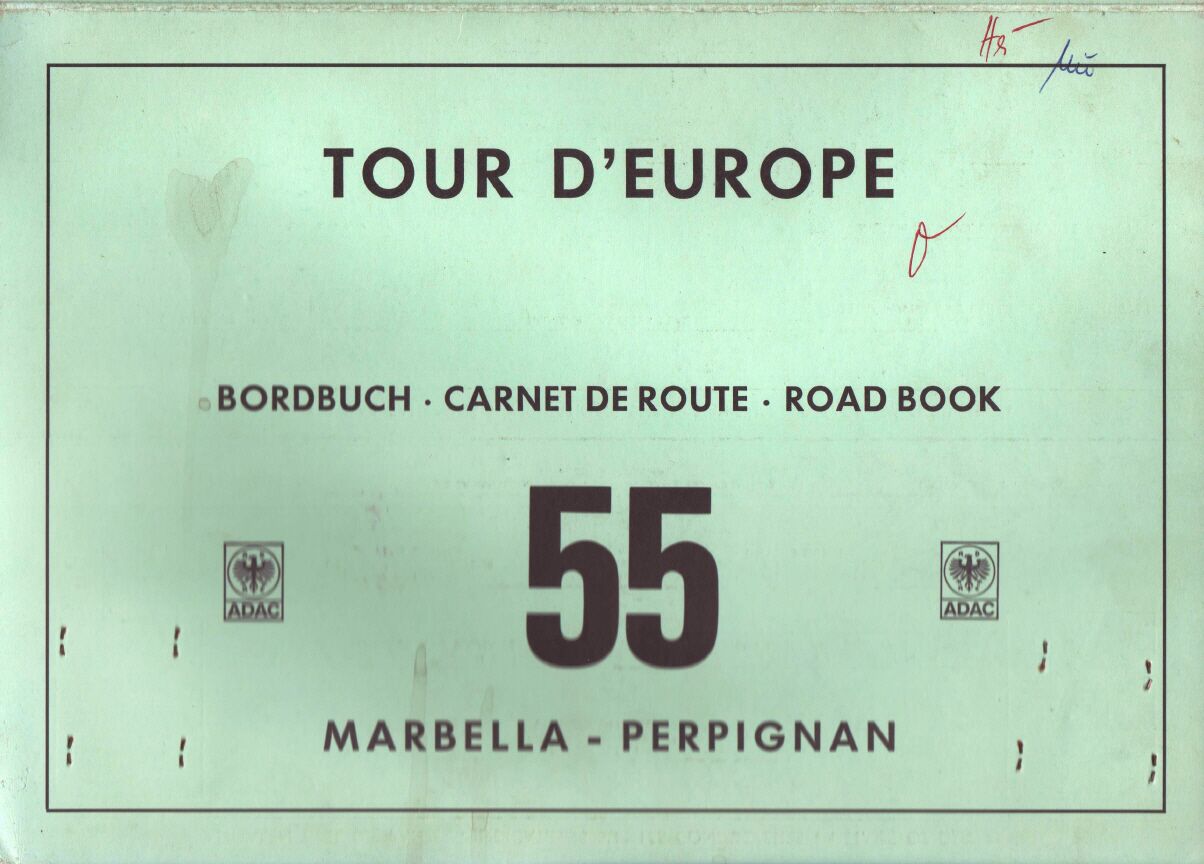 TOUR D'EUROPE
BORDBUCH · CARNET DE ROUTE · ROAD BOOK
55
ADAC
ADAC
MARBELLA - PERPIGNAN